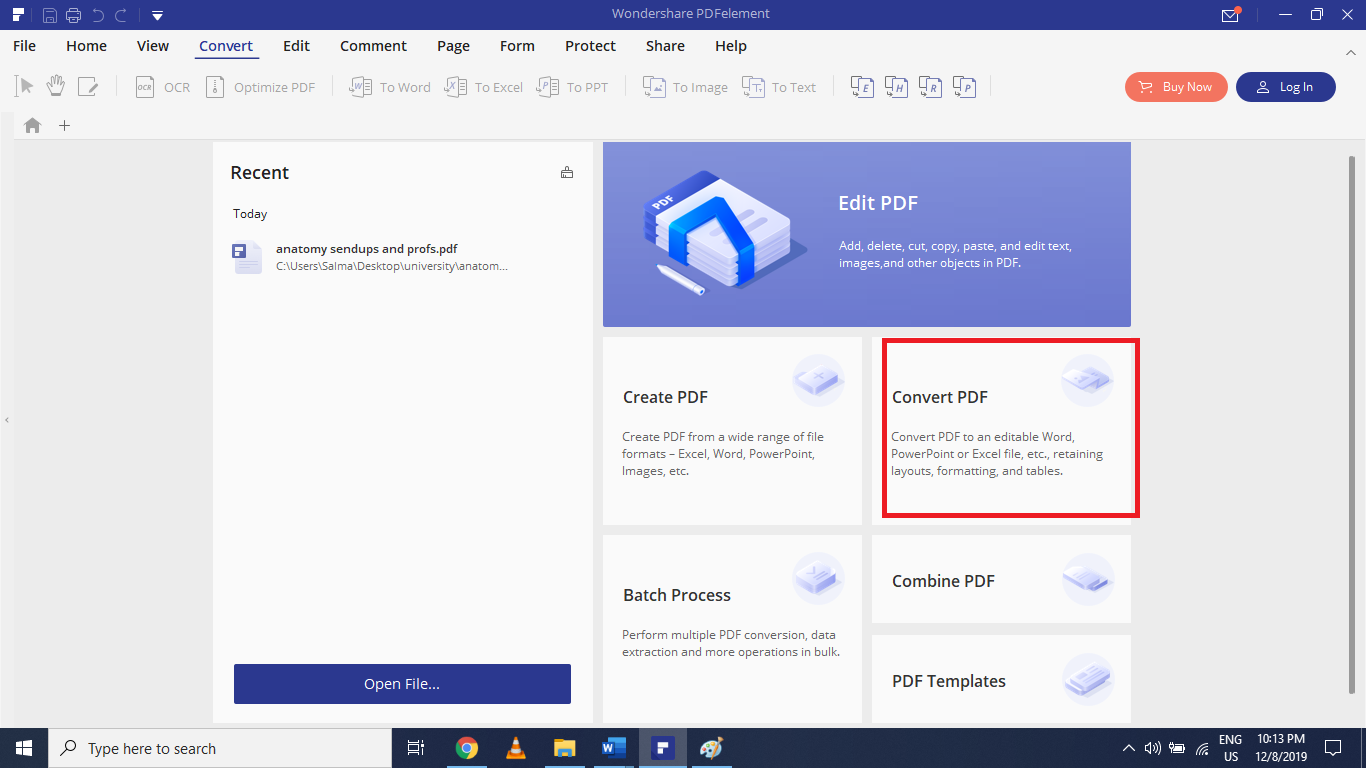 Wondershare PDFelement
File Home View Convert Edit Comment Page Form Protect Share Help
OCR OCR Optimize PDF To Word To Excel To PPT To Image To Text E H R P Buy Now Log In
Recent
Today
anatomy sendups and profs.pdf
C:\Users\Salma\Desktop\university\anatom...
Open File...
PDF
Edit PDF
Add, delete, cut, copy, paste, and edit text,
images,and other objects in PDF.
Create PDF
Create PDF from a wide range of file
formats – Excel, Word, PowerPoint,
Images, etc.
Convert PDF
Convert PDF to an editable Word,
PowerPoint or Excel file, etc., retaining
layouts, formatting, and tables.
Batch Process
Perform multiple PDF conversion, data
extraction and more operations in bulk.
Combine PDF
PDF Templates
Type here to search
W
ENG
US
10:13 PM
12/8/2019